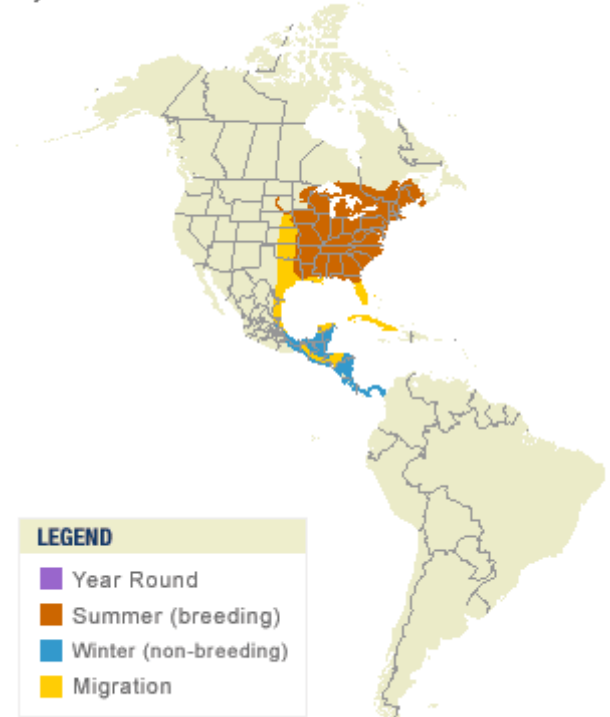 LEGEND
Year Round
Summer (breeding)
Winter (non-breeding)
Migration